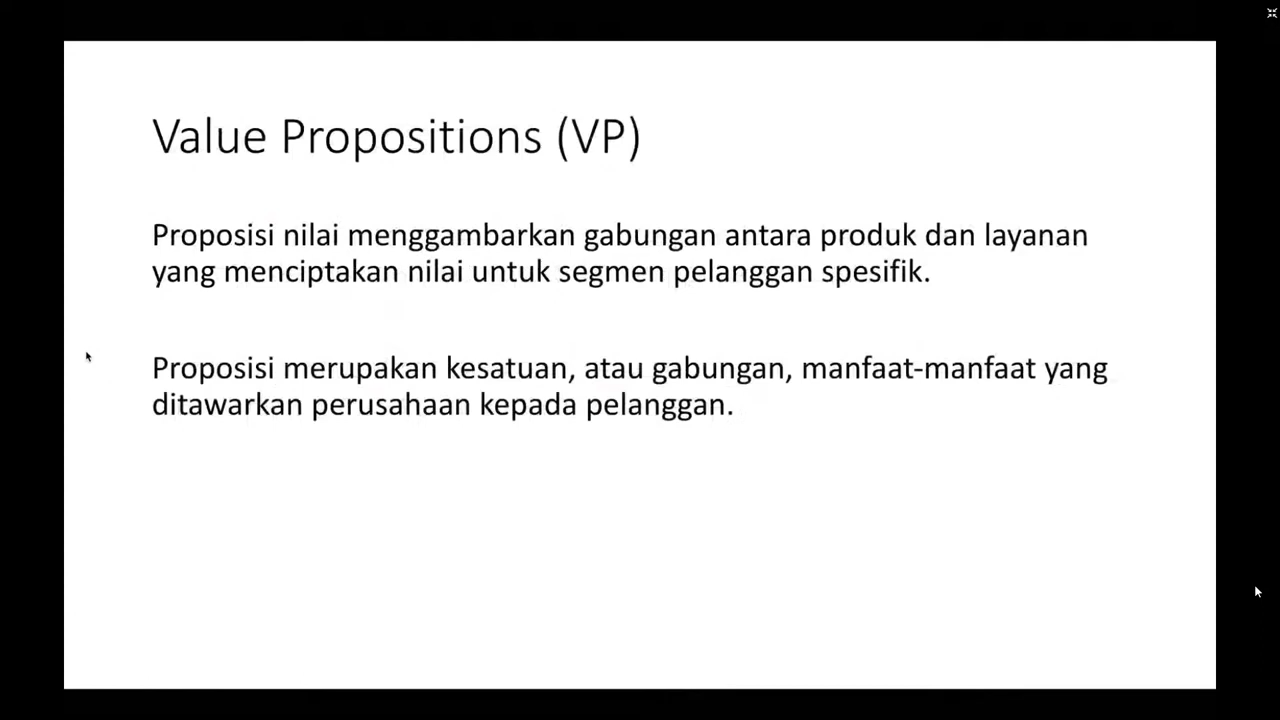 Value Propositions (VP)
Proposisi nilai menggambarkan gabungan antara produk dan layanan
yang menciptakan nilai untuk segmen pelanggan spesifik.
Proposisi merupakan kesatuan, atau gabungan, manfaat-manfaat yang
ditawarkan perusahaan kepada pelanggan.